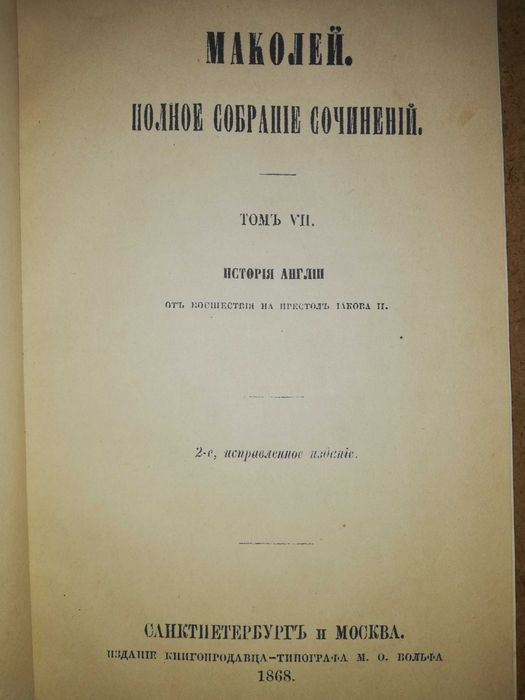 МАКОЛЕЙ.
ПОЛНОЕ СОБРАНІЕ СОЧИНЕНІЙ.
ТОМЪ VII.
ИСТОРІЯ АНГЛІИ
ОТЪ ВОСШЕСТВІЯ НА ПРЕСТОЛЪ ІАКОВА II.
2-е, исправленное изданіе.
САНКТПЕТЕРБУРГЪ и МОСКВА.
ИЗДАНІЕ КНИГОПРОДАВЦА-ТИПОГРАФА М. О. ВОЛЬФА
1868.